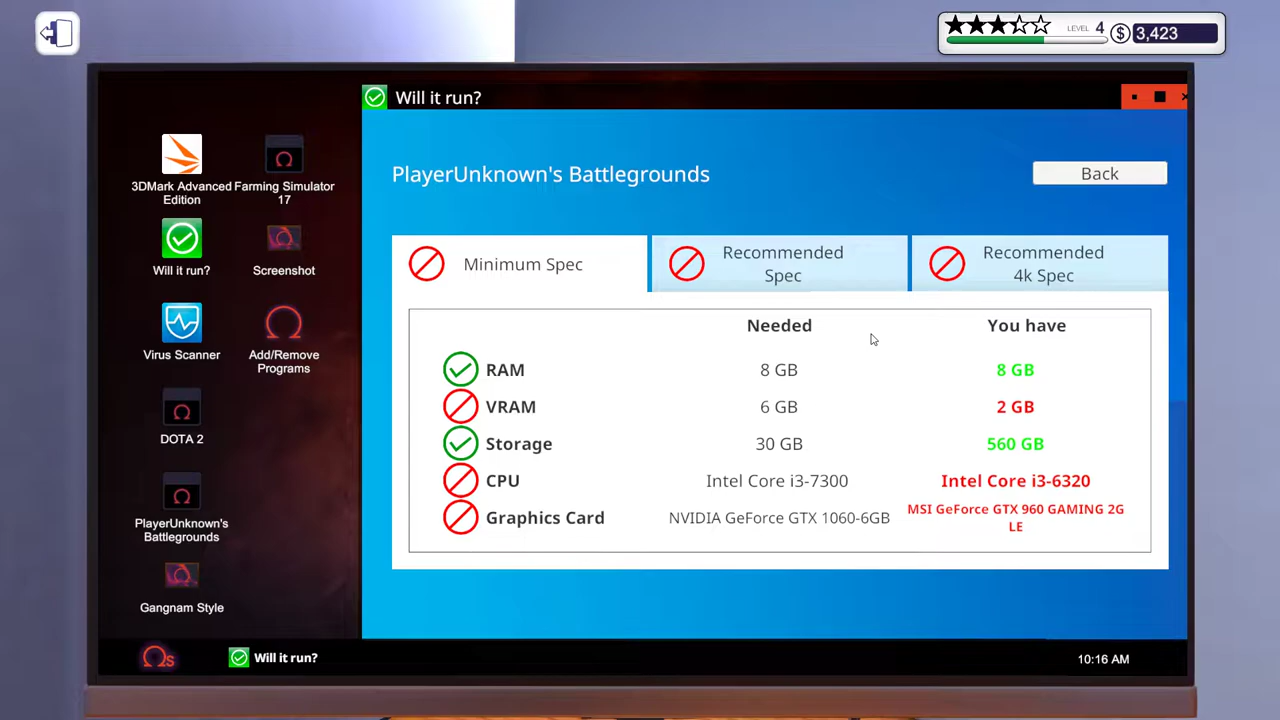 LEVEL 4 $ 3,423
Will it run?
3DMark Advanced Edition
Farming Simulator 17
Will it run?
Screenshot
Virus Scanner
Add/Remove Programs
DOTA 2
PlayerUnknown's Battlegrounds
Gangnam Style
PlayerUnknown's Battlegrounds
Back
Minimum Spec
Recommended Spec
Recommended 4k Spec
Needed You have
RAM 8 GB 8 GB
VRAM 6 GB 2 GB
Storage 30 GB 560 GB
CPU Intel Core i3-7300 Intel Core i3-6320
Graphics Card NVIDIA GeForce GTX 1060-6GB MSI GeForce GTX 960 GAMING 2G LE
Ωs Will it run? 10:16 AM